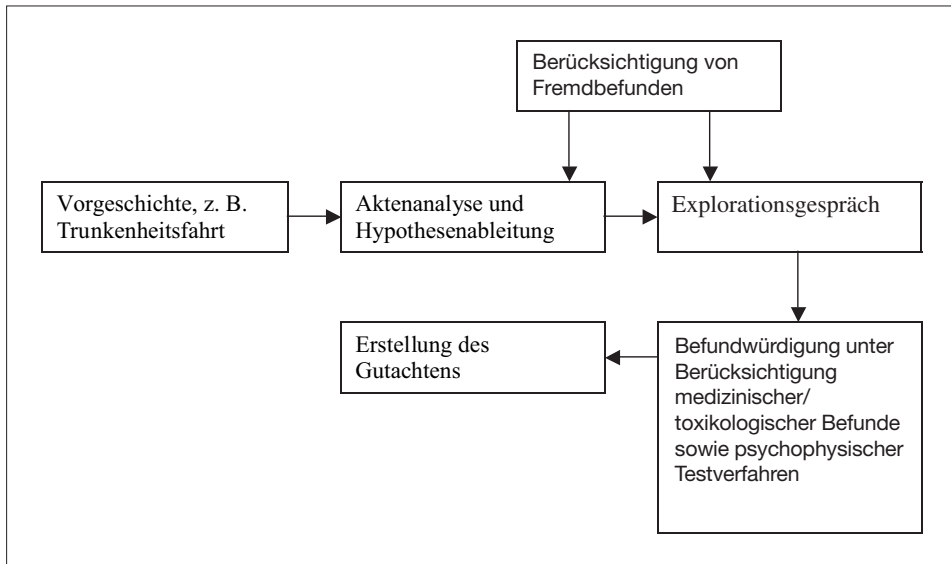 Berücksichtigung von
Fremdbefunden
Vorgeschichte, z. B.
Trunkenheitsfahrt
Aktenanalyse und
Hypothesenableitung
Explorationsgespräch
Erstellung des
Gutachtens
Befundwürdigung unter
Berücksichtigung
medizinischer/
toxikologischer Befunde
sowie psychophysischer
Testverfahren